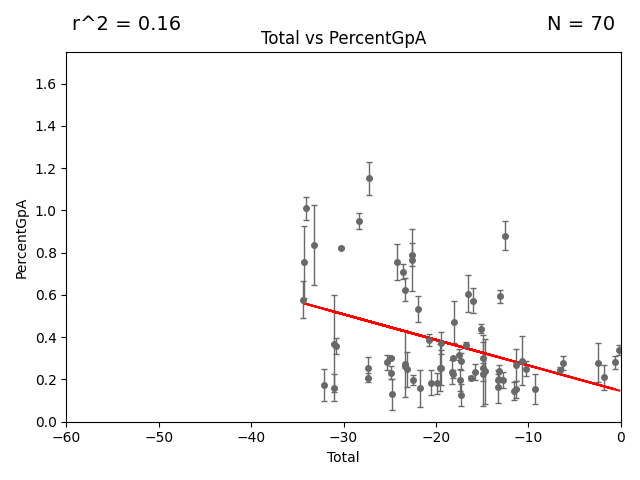 r^2 = 0.16
N = 70
Total vs PercentGpA
PercentGpA
1.6
1.4
1.2
1.0
0.8
0.6
0.4
0.2
0.0
−60 −50 −40 −30 −20 −10 0
Total